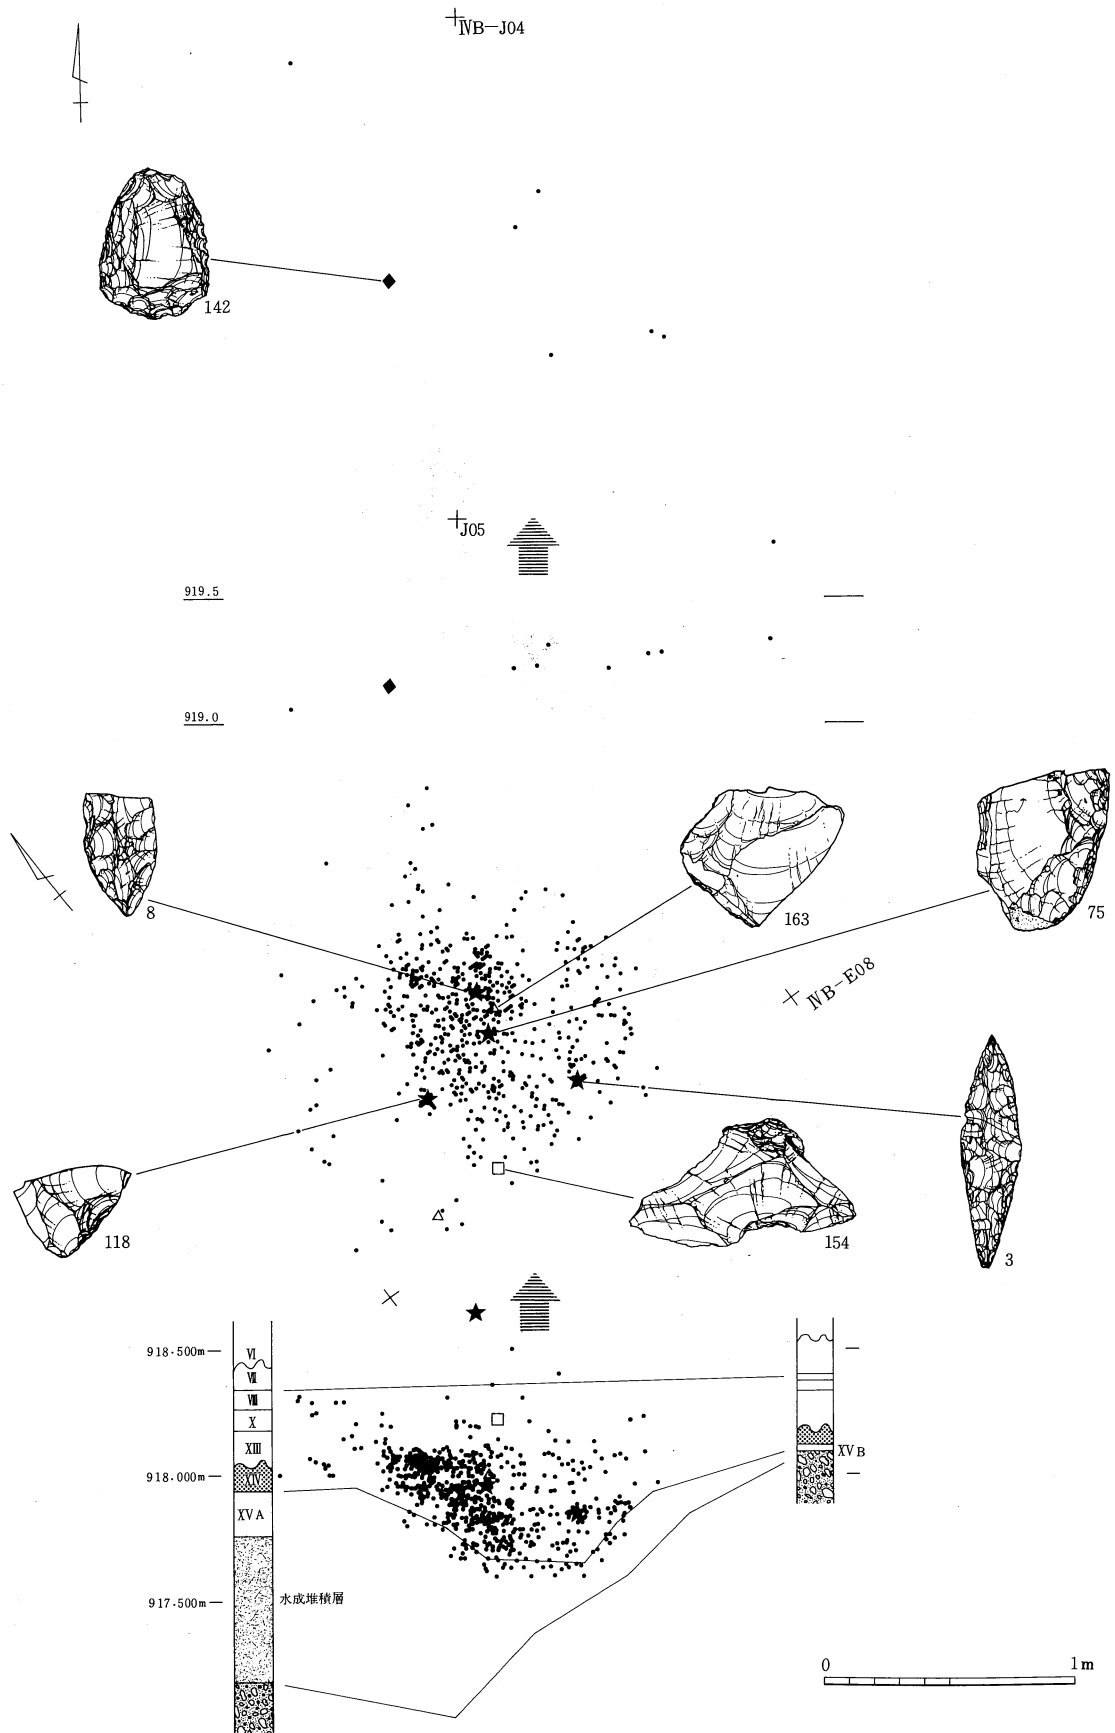 ⅣB-J04
142
J05
919.5
919.0
8
163
75
ⅣB-E08
118
154
3
918.500m
Ⅵ
Ⅶ
Ⅷ
Ⅹ
XIII
918.000m
XIV
XVB
XVA
917.500m
水成堆積層
0 1m